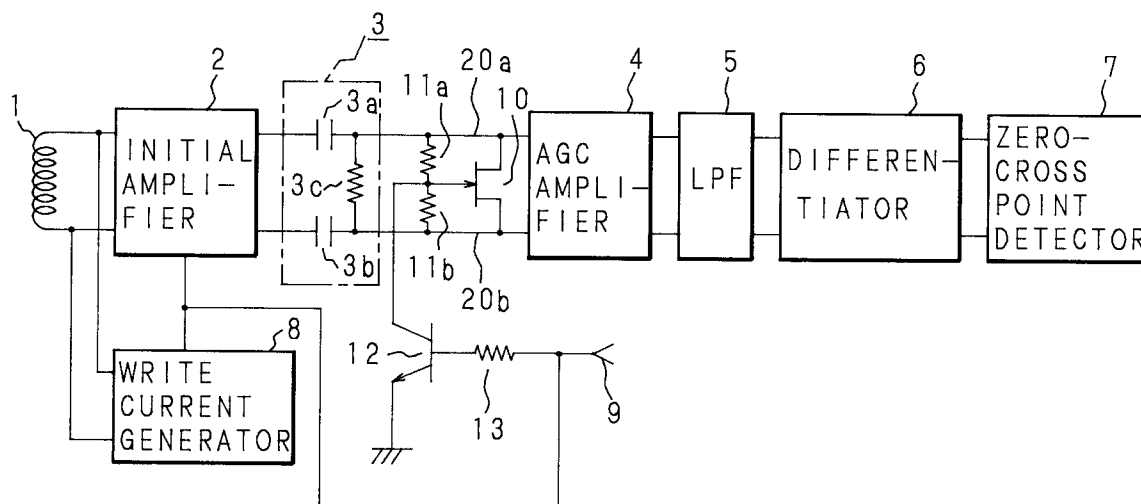 3
2
3a
11a
20a
10
4
5
6
7
1
INITIAL
AMPLI-
FIER
3c
AGC
AMPLI-
FIER
LPF
DIFFEREN-
TIATOR
ZERO-
CROSS
POINT
DETECTOR
3b
11b
20b
8
WRITE
CURRENT
GENERATOR
12
13
9